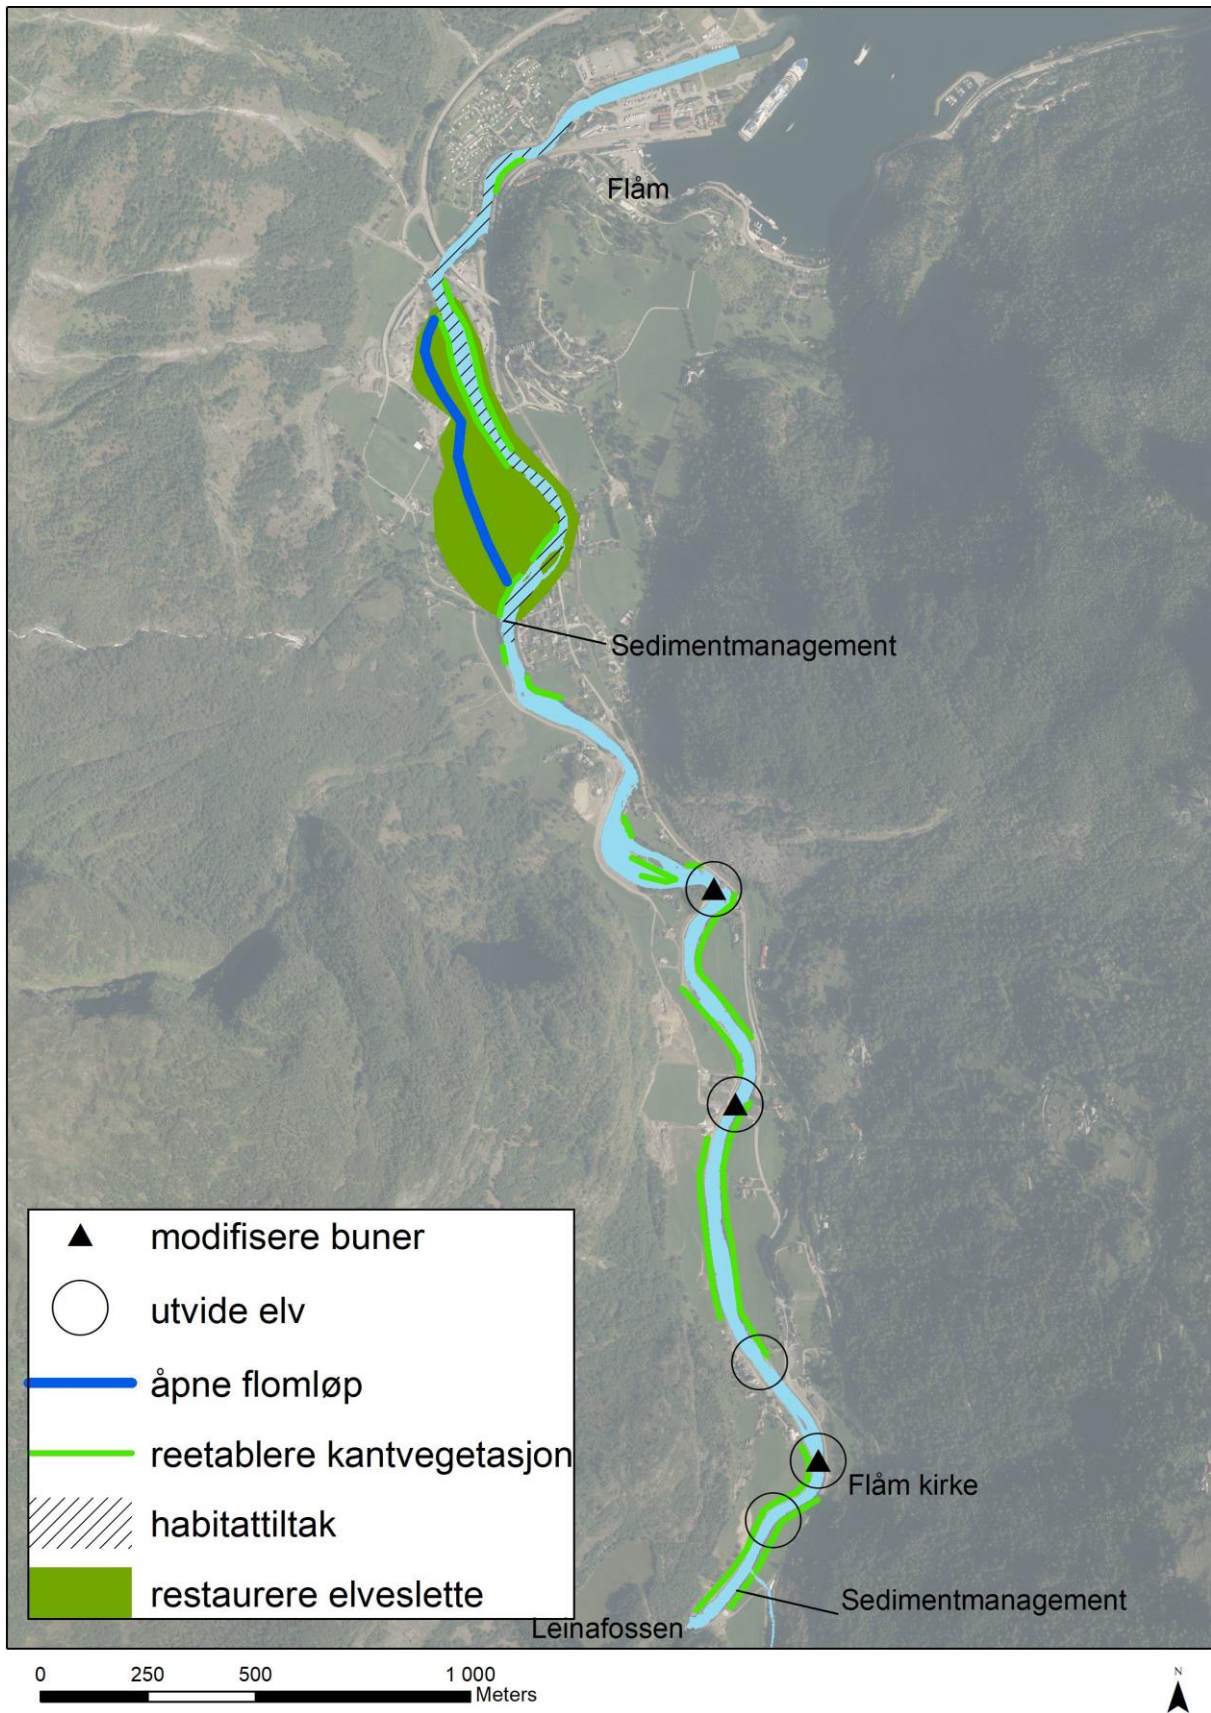 Flåm
Sedimentmanagement
modifisere buner
utvide elv
åpne flomløp
reetablere kantvegetasjon
habitattiltak
restaurere elveslette
Flåm kirke
Sedimentmanagement
Leinafossen
0 250 500 1 000
Meters
N